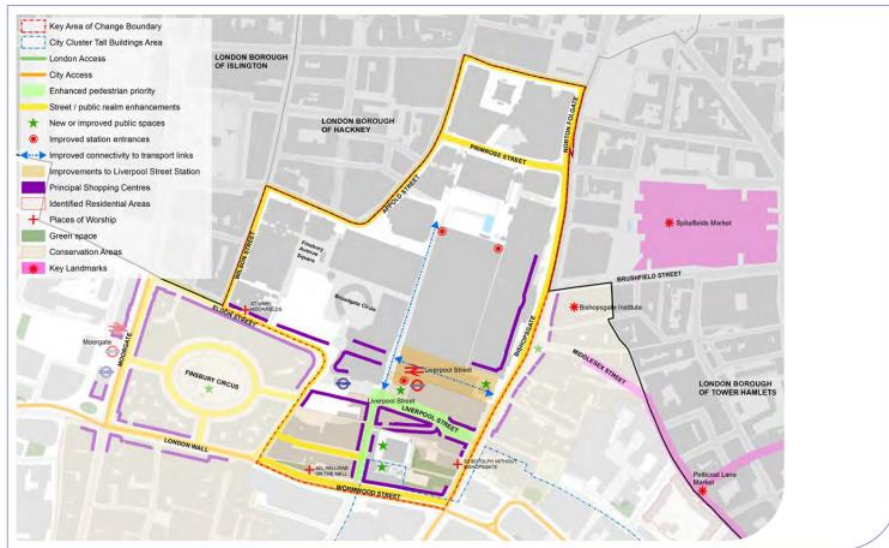 Key Area of Change Boundary
City Cluster Tall Buildings Area
London Access
City Access
Enhanced pedestrian priority
Street / public realm enhancements
New or improved public spaces
Improved station entrances
Improved connectivity to transport links
Improvements to Liverpool Street Station
Principal Shopping Centres
Identified Residential Areas
Places of Worship
Green space
Conservation Areas
Key Landmarks
LONDON BOROUGH
OF ISLINGTON
LONDON BOROUGH
OF HACKNEY
NORTON FOLGATE
PRIMROSE STREET
APPOLD STREET
Spitalfields Market
WILSON STREET
Finsbury
Avenue
Square
BRUSHFIELD STREET
Broadgate Circle
Bishopsgate Institute
ST MARY
MOORFIELDS
ELDON STREET
BISHOPSGATE
MOORGATE
Moorgate
MIDDLESEX STREET
Liverpool Street
FINSBURY CIRCUS
LONDON BOROUGH
OF TOWER HAMLETS
Liverpool Street
LIVERPOOL STREET
LONDON WALL
ALL HALLOWS
ON THE WALL
ST BOTOLPH WITHOUT
BISHOPSGATE
WORMWOOD STREET
Petticoat Lane
Market